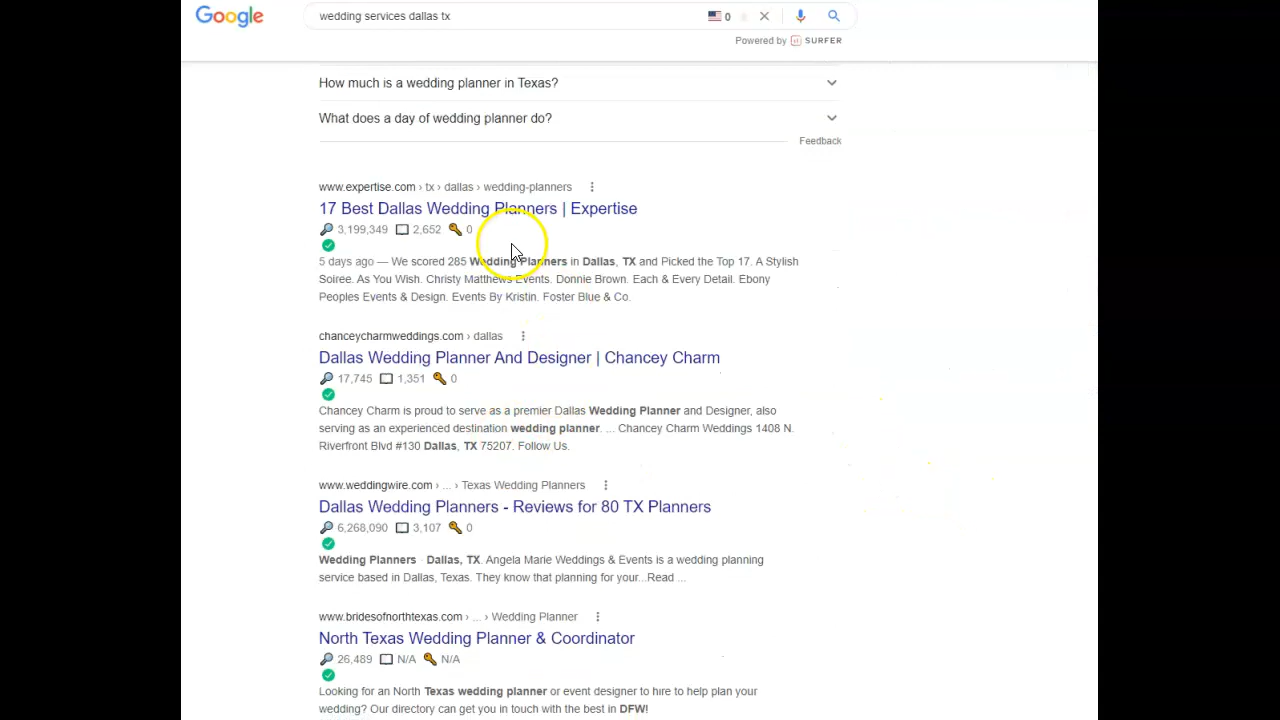 Google
wedding services dallas tx
0
Powered by SURFER
How much is a wedding planner in Texas?
What does a day of wedding planner do?
Feedback
www.expertise.com › tx › dallas › wedding-planners
17 Best Dallas Wedding Planners | Expertise
3,199,349 2,652 0
5 days ago — We scored 285 Wedding Planners in Dallas, TX and Picked the Top 17. A Stylish
Soiree. As You Wish. Christy Matthews Events. Donnie Brown. Each & Every Detail. Ebony
Peoples Events & Design. Events By Kristin. Foster Blue & Co.
chanceycharmweddings.com › dallas
Dallas Wedding Planner And Designer | Chancey Charm
17,745 1,351 0
Chancey Charm is proud to serve as a premier Dallas Wedding Planner and Designer, also
serving as an experienced destination wedding planner. ... Chancey Charm Weddings 1408 N.
Riverfront Blvd #130 Dallas, TX 75207. Follow Us.
www.weddingwire.com › ... › Texas Wedding Planners
Dallas Wedding Planners - Reviews for 80 TX Planners
6,268,090 3,107 0
Wedding Planners · Dallas, TX. Angela Marie Weddings & Events is a wedding planning
service based in Dallas, Texas. They know that planning for your...Read ...
www.bridesofnorthtexas.com › ... › Wedding Planner
North Texas Wedding Planner & Coordinator
26,489 N/A N/A
Looking for an North Texas wedding planner or event designer to hire to help plan your
wedding? Our directory can get you in touch with the best in DFW!